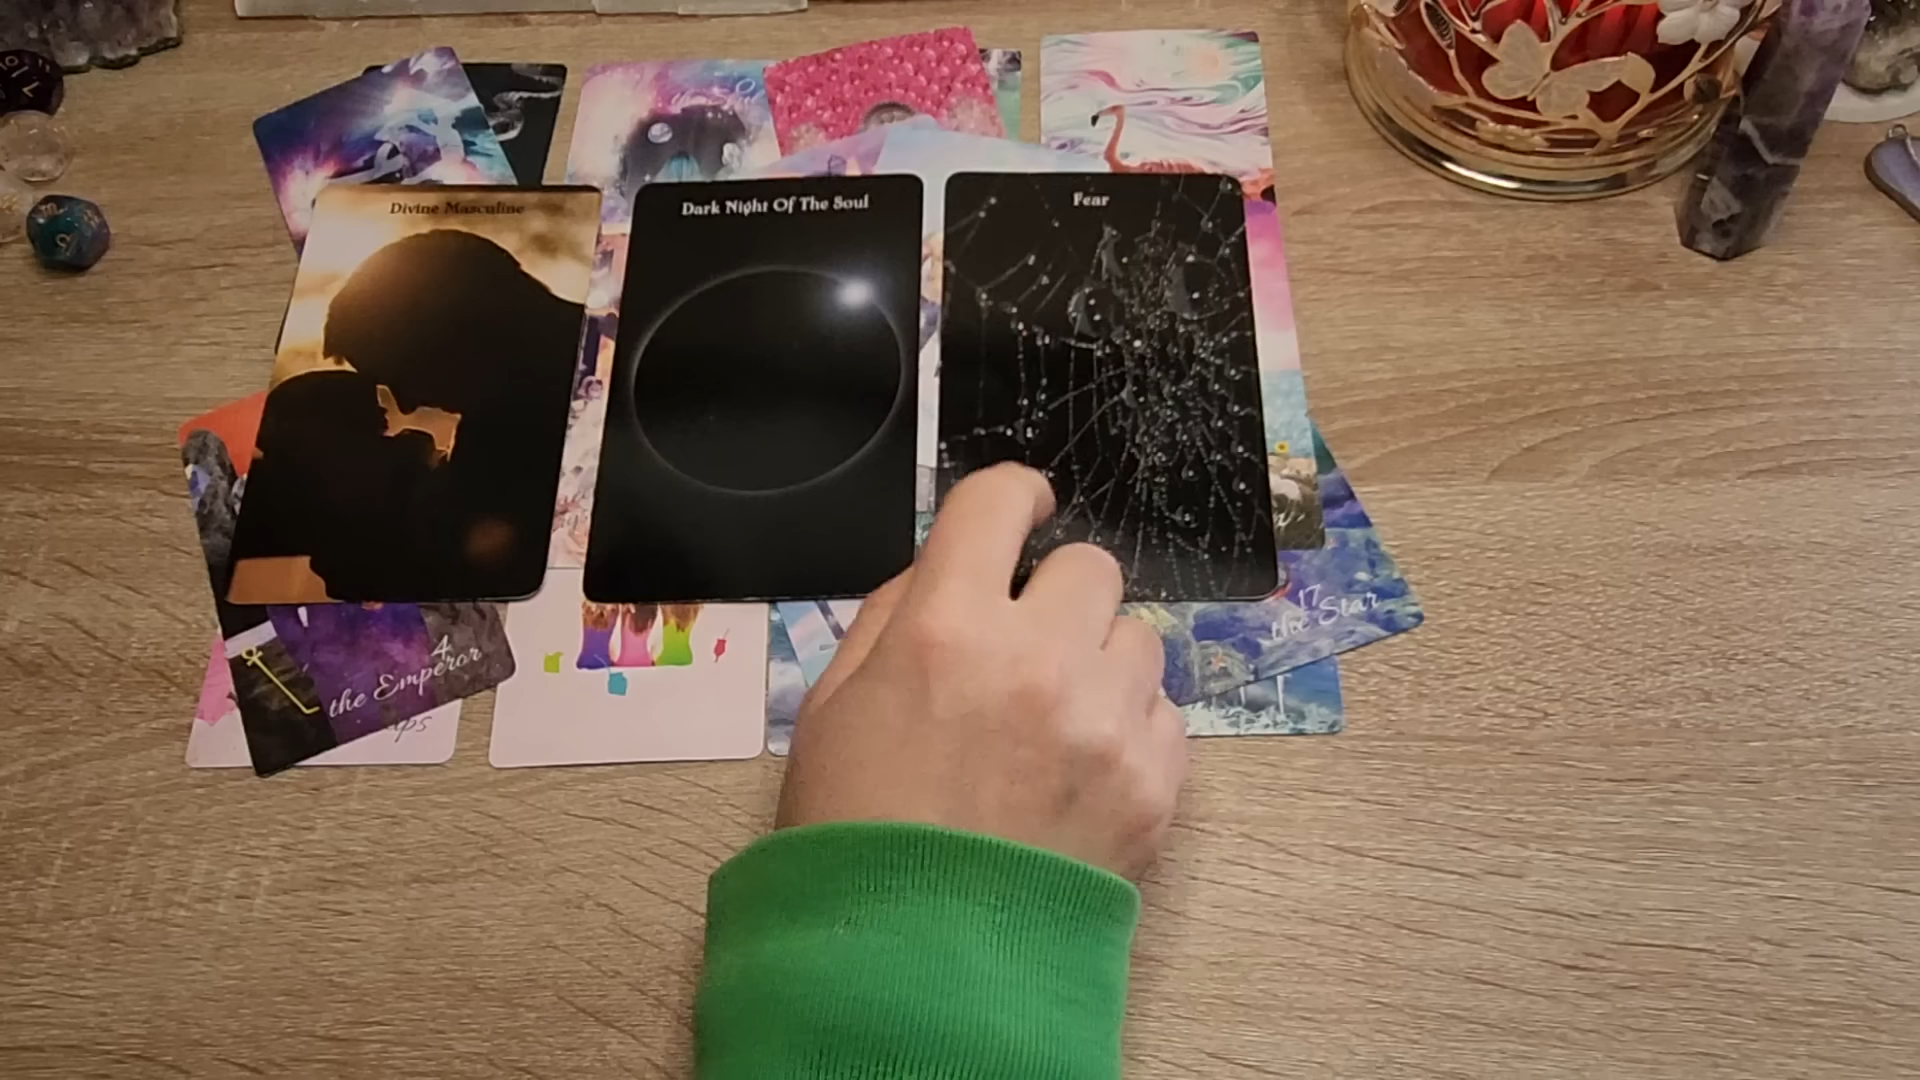 Divine Masculine
Dark Night Of The Soul
Fear
17
the Star
4
the Emperor